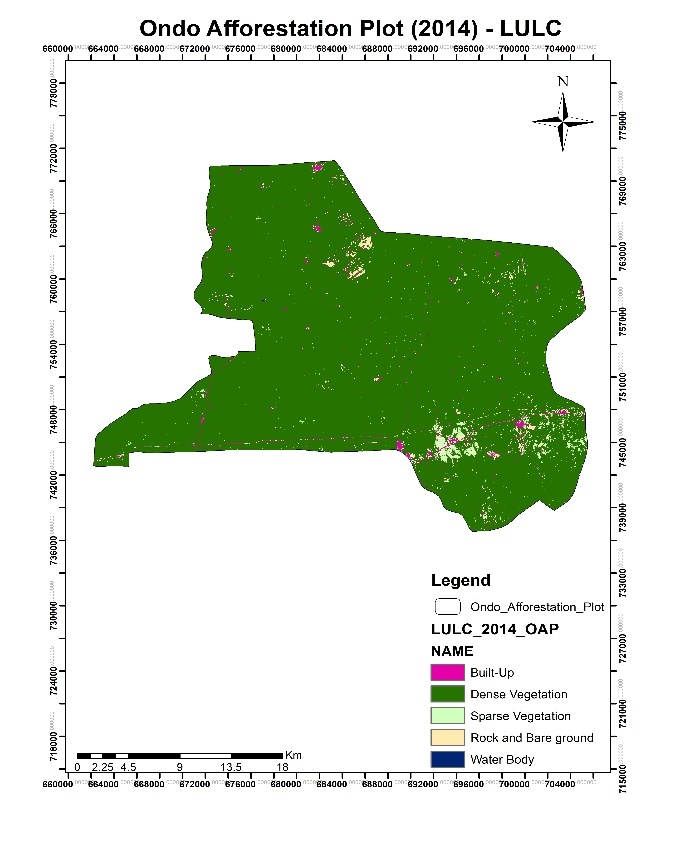 Ondo Afforestation Plot (2014) - LULC
660000 664000 668000 672000 676000 680000 684000 688000 692000 696000 700000 704000
N
778000
772000
766000
760000
754000
748000
742000
736000
730000
724000
718000
775000
769000
763000
757000
751000
745000
739000
733000
727000
721000
715000
Legend
Ondo_Afforestation_Plot
LULC_2014_OAP
NAME
Built-Up
Dense Vegetation
Sparse Vegetation
Rock and Bare ground
Water Body
Km
0 2.25 4.5 9 13.5 18
660000 664000 668000 672000 676000 680000 684000 688000 692000 696000 700000 704000